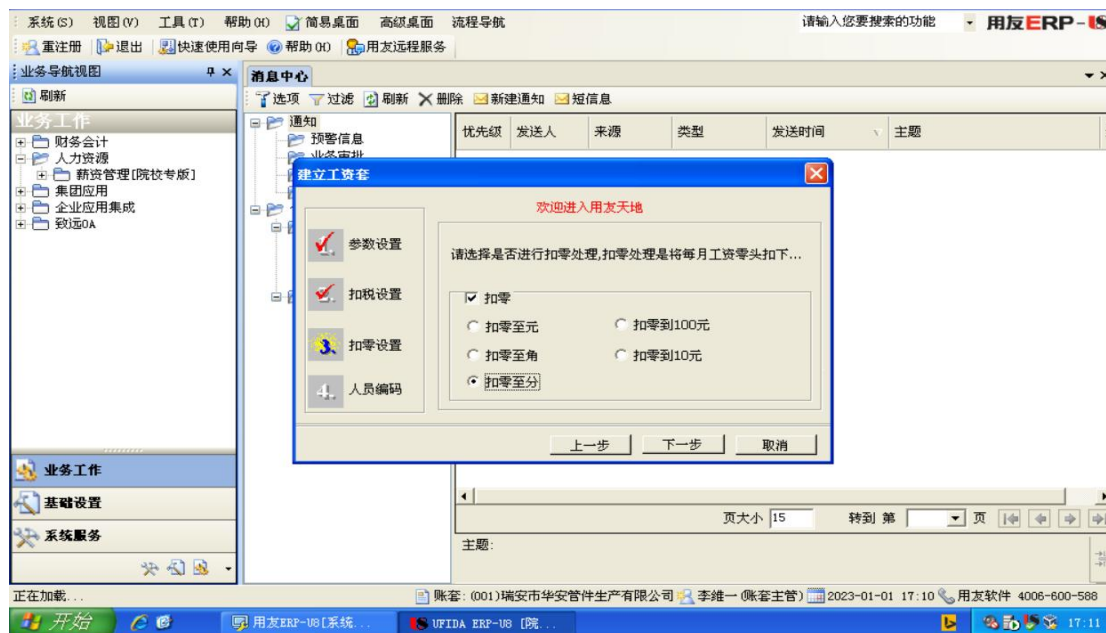 系统(S) 视图(V) 工具(T) 帮助(H) 简易桌面 高级桌面 流程导航 请输入您要搜索的功能 用友ERP-U8
重注册 退出 快速使用向导 帮助(H) 用友远程服务
业务导航视图
消息中心
刷新
选项 过滤 刷新 删除 新建通知 短信息
业务工作
财务会计
人力资源
薪资管理[院校专版]
集团应用
企业应用集成
致远OA
通知
预警信息
业务审批
优先级 发送人 来源 类型 发送时间 主题
建立工资套
欢迎进入用友天地
参数设置
扣税设置
3. 扣零设置
4. 人员编码
请选择是否进行扣零处理,扣零处理是将每月工资零头扣下...
扣零
扣零至元 扣零到100元
扣零至角 扣零到10元
扣零至分
上一步 下一步 取消
业务工作
基础设置
系统服务
页大小 15 转到 第 页
主题:
正在加载... 账套: (001)瑞安市华安管件生产有限公司 李维一 (账套主管) 2023-01-01 17:10 用友软件 4006-600-588
开始 用友ERP-U8[系统... UFIDA ERP-U8 [院... 17:11